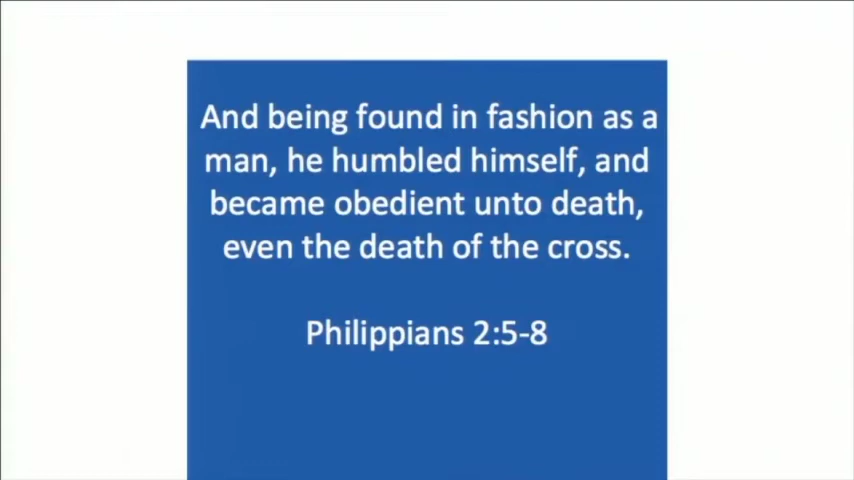 And being found in fashion as a
man, he humbled himself, and
became obedient unto death,
even the death of the cross.
Philippians 2:5-8